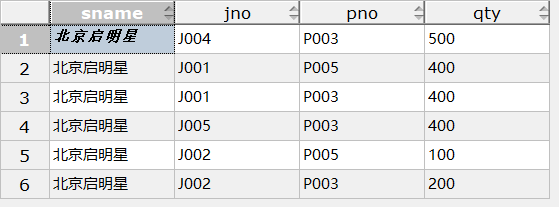 sname jno pno qty
1 北京启明星 J004 P003 500
2 北京启明星 J001 P005 400
3 北京启明星 J001 P003 400
4 北京启明星 J005 P003 400
5 北京启明星 J002 P005 100
6 北京启明星 J002 P003 200